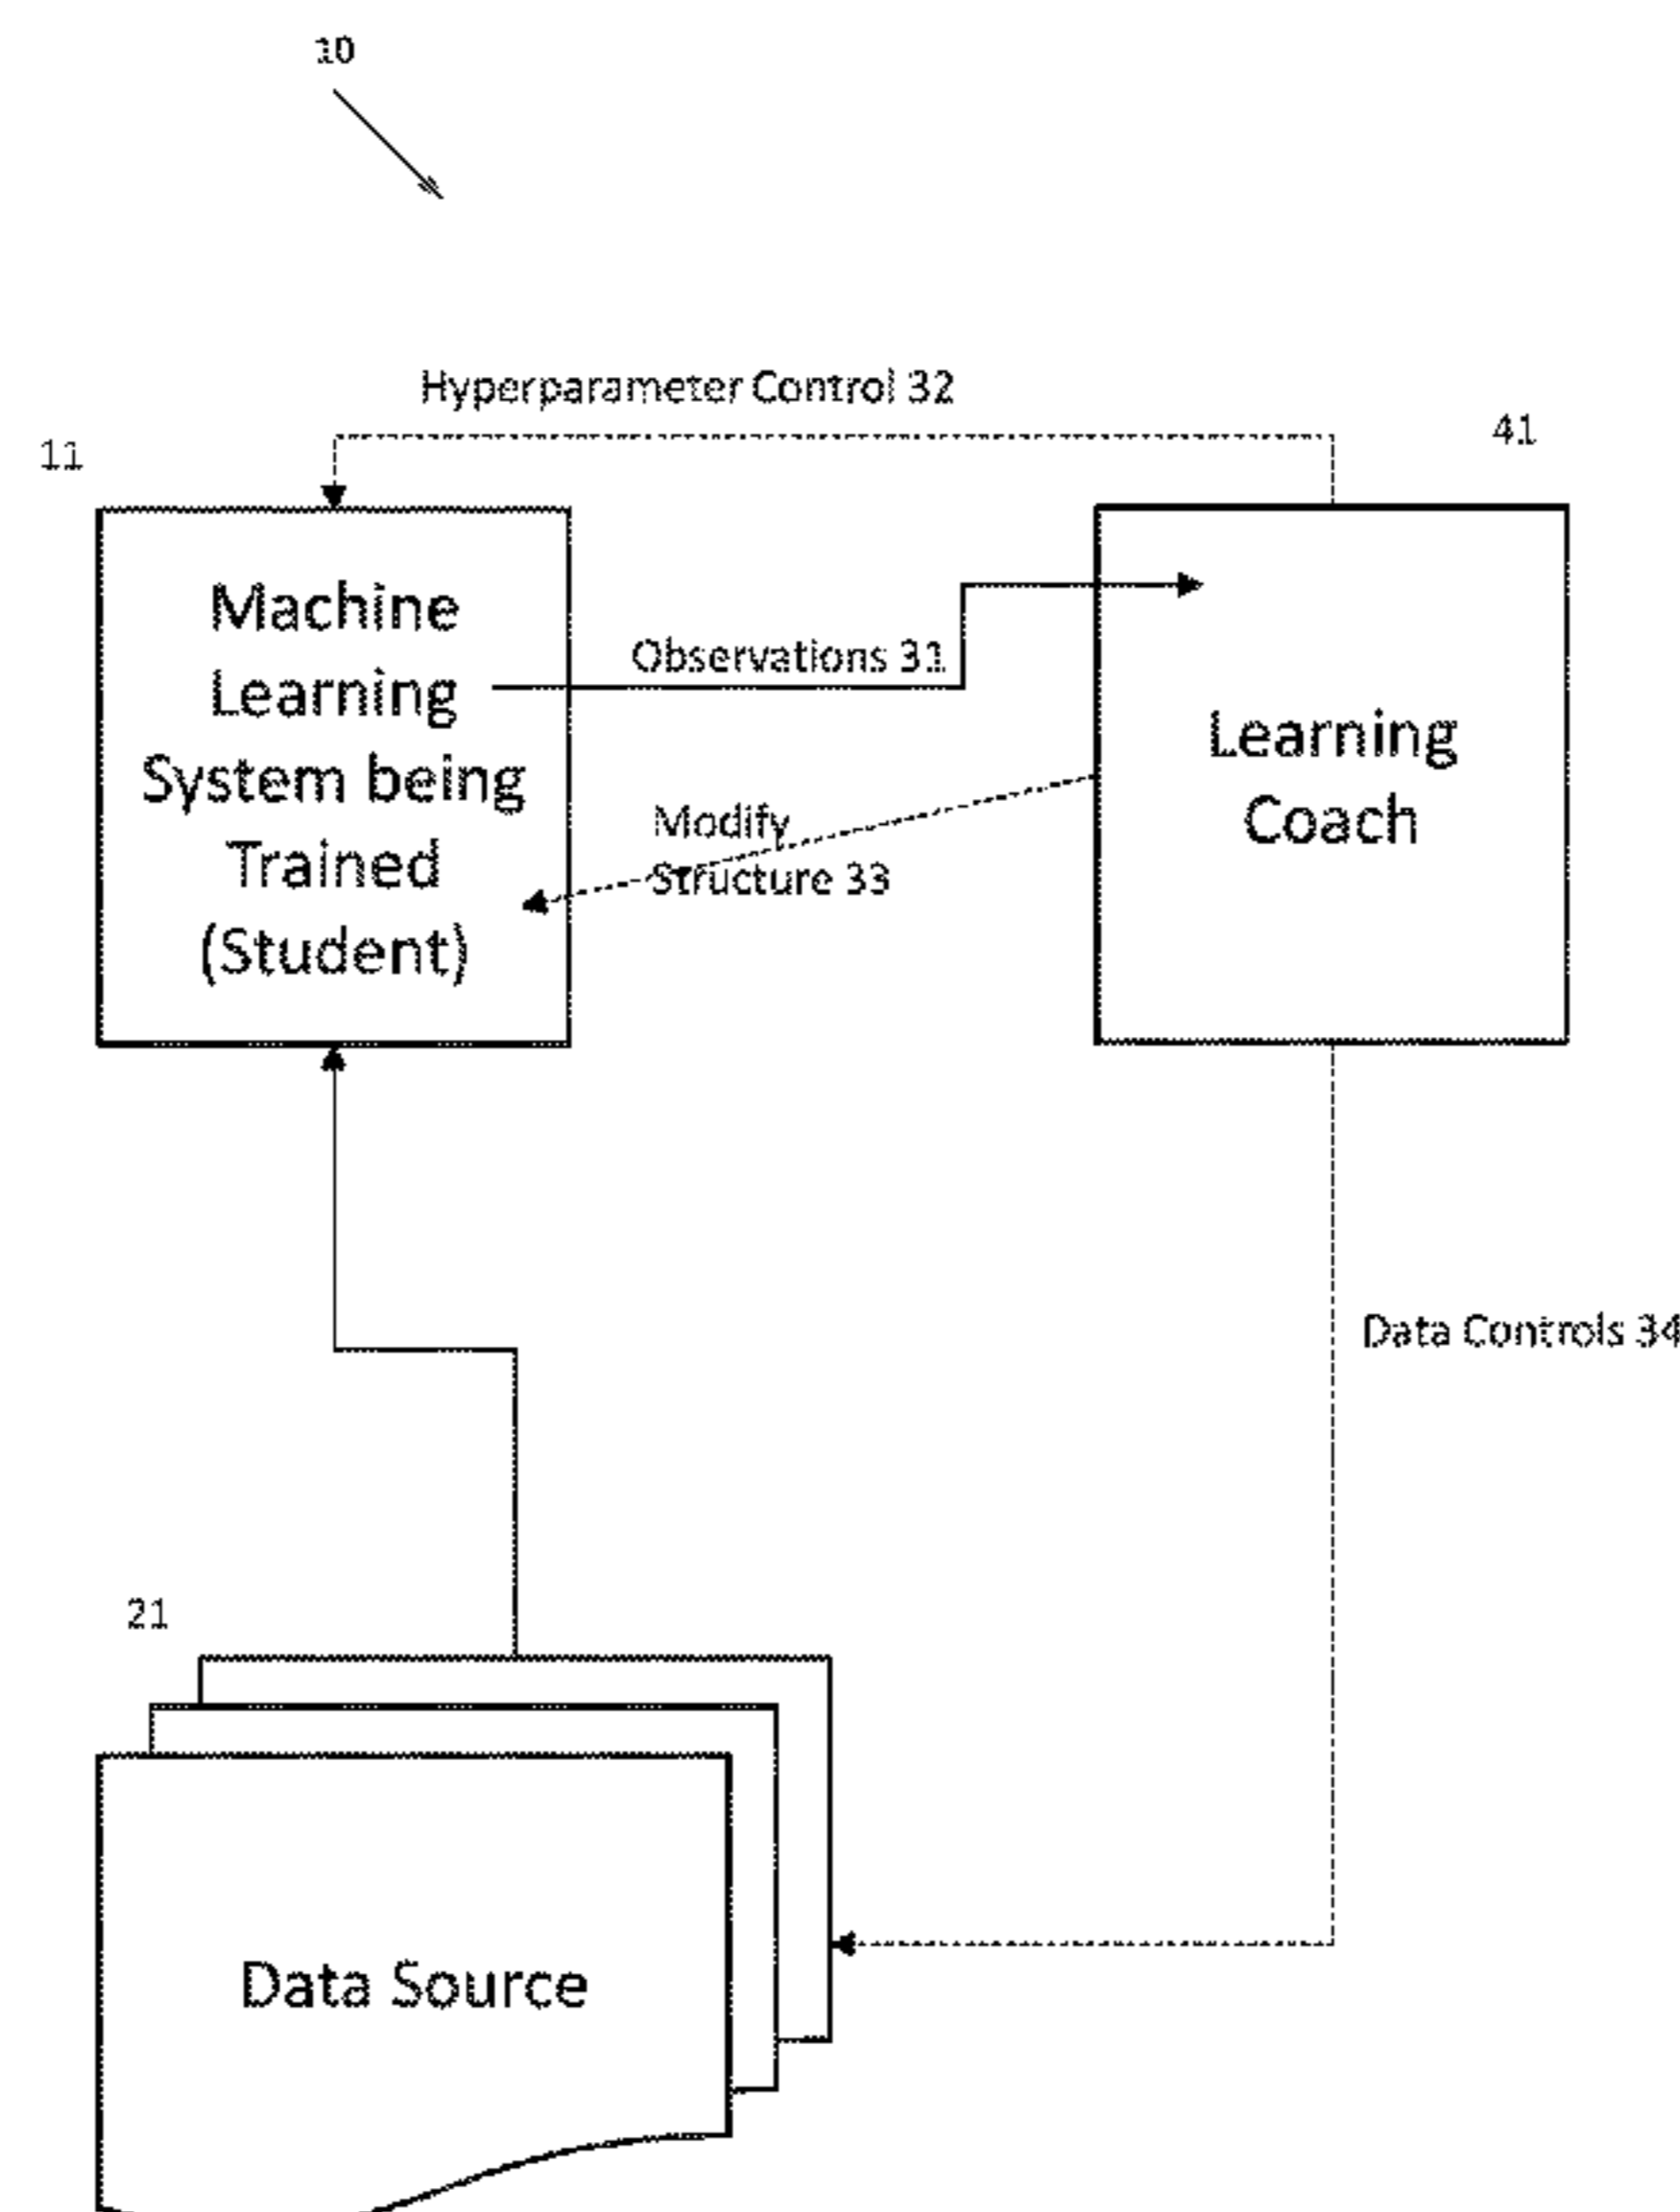 10
Hyperparameter Control 32
11
41
Machine
Learning
System being
Trained
(Student)
Observations 31
Modify
Structure 33
Learning
Coach
Data Controls 34
21
Data Source